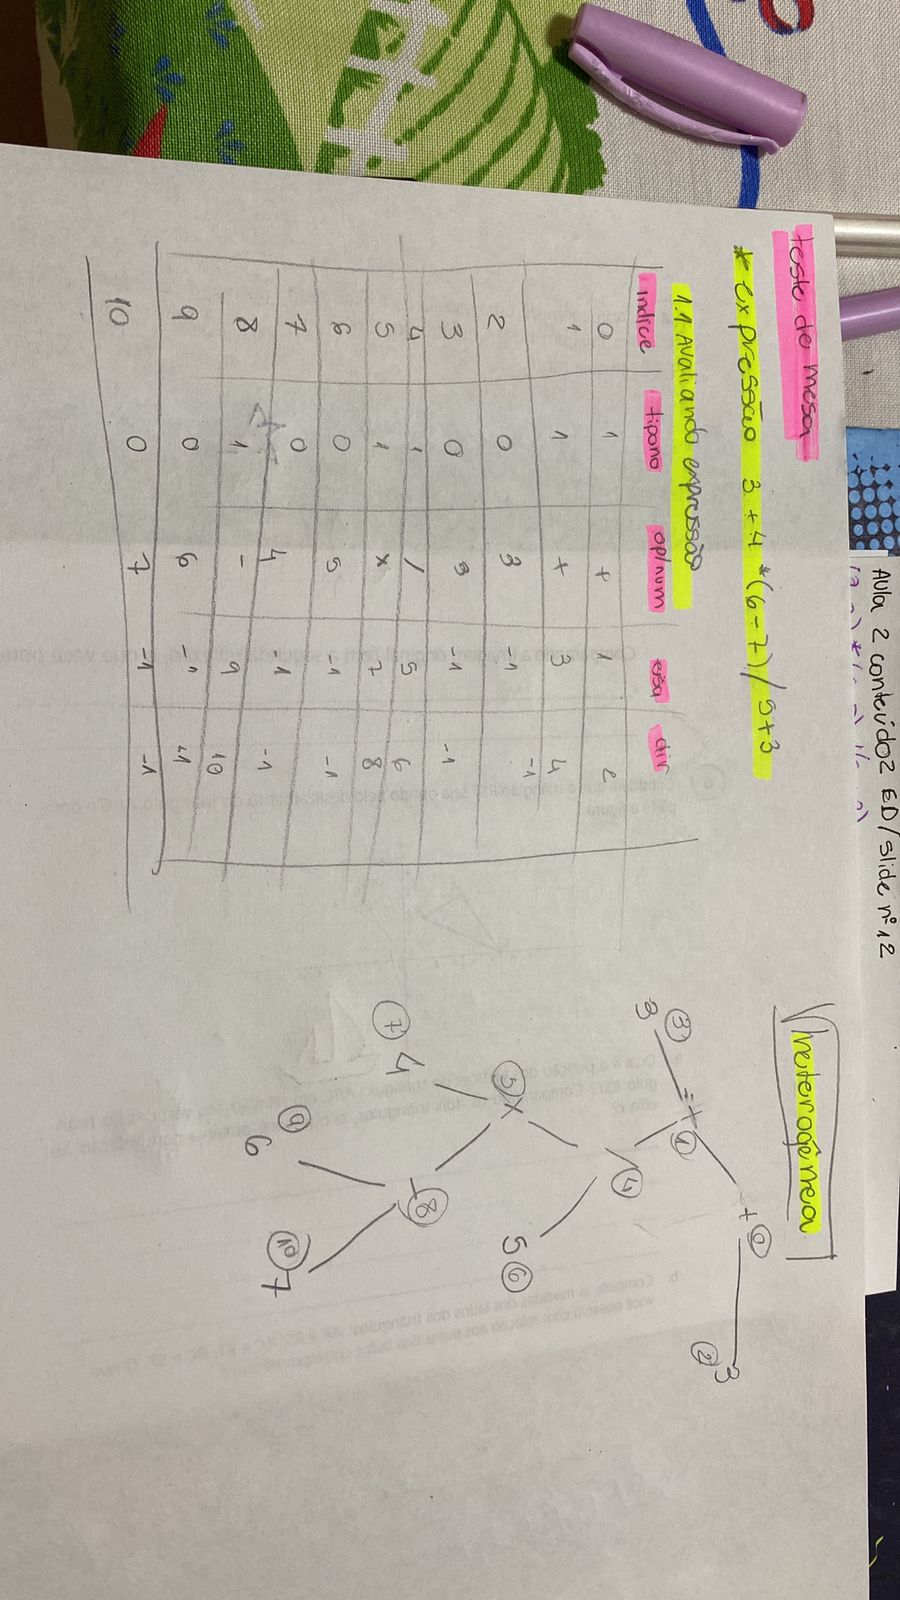 Aula 2 conteúdo 2 ED/slide nº 12
teste de mesa
* expressão 3 + 4 * (6 - 7) / 5 + 3
1.1 Avaliando expressão
indice tipono op/num esq dir
0 1 + 1 2
1 1 + 3 4
2 0 3 -1 -1
3 0 3 -1 -1
4 1 / 5 6
5 1 x 7 8
6 0 5 -1 -1
7 0 4 -1 -1
8 1 - 9 10
9 0 6 -1 -1
10 0 7 -1 -1
heterogênea
+ 0
3 + 1
3 2
/ 4
5 x
5 6
7 4
- 8
9 6
10 7